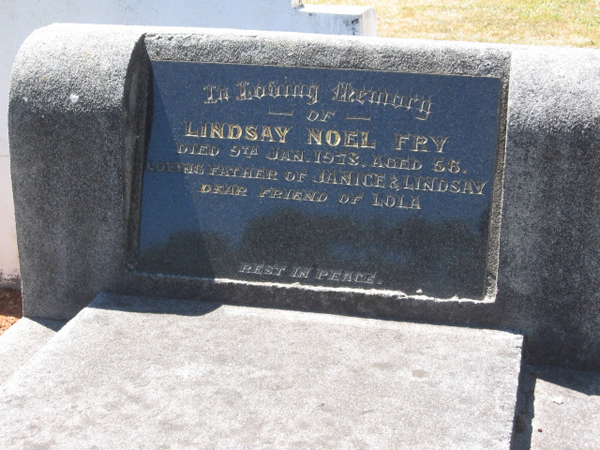 In Loving Memory
OF
LINDSAY NOEL FRY
DIED 9TH JAN. 1978, AGED 56.
LOVING FATHER OF JANICE & LINDSAY
DEAR FRIEND OF LOLA
REST IN PEACE.